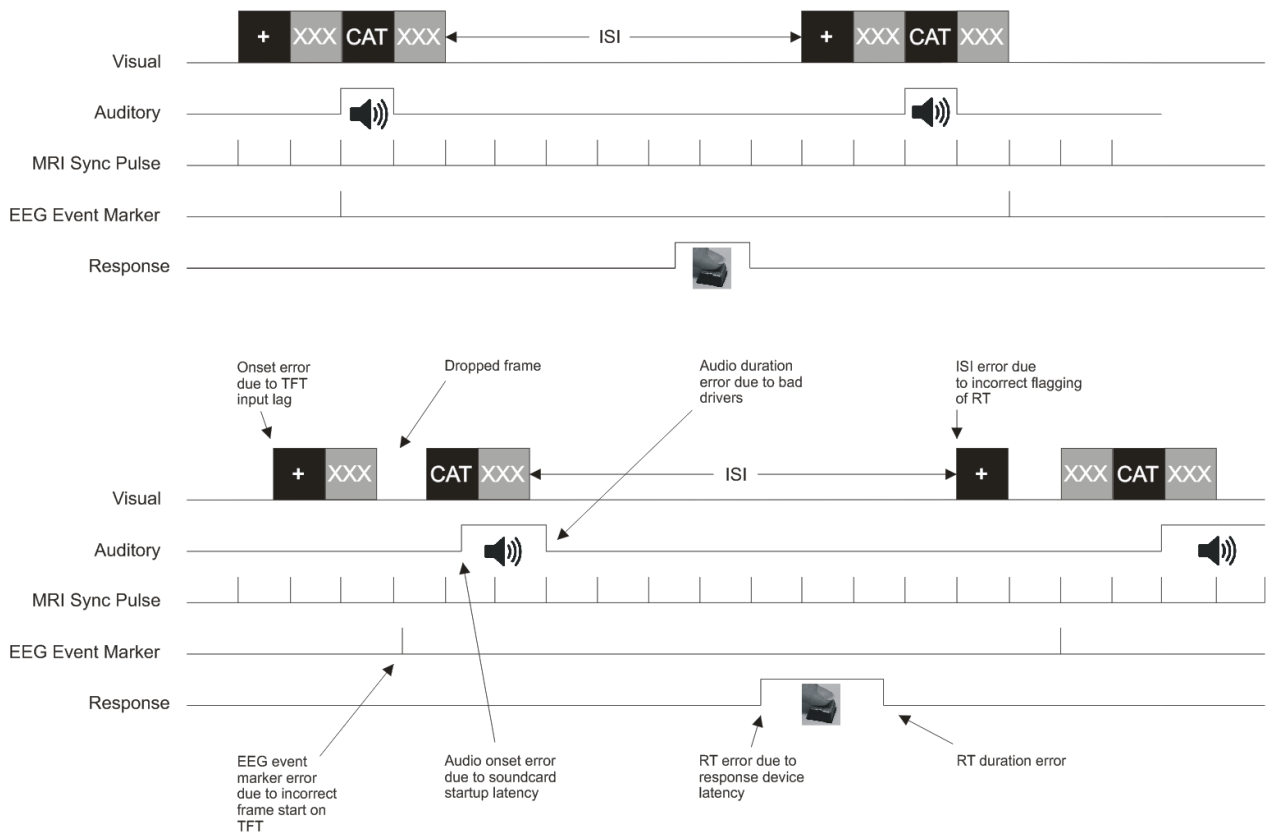 + XXX CAT XXX ISI + XXX CAT XXX
Visual
Auditory
MRI Sync Pulse
EEG Event Marker
Response
Onset error
due to TFT
input lag
Dropped frame
Audio duration
error due to bad
drivers
ISI error due
to incorrect flagging
of RT
+ XXX CAT XXX ISI + XXX CAT XXX
Visual
Auditory
MRI Sync Pulse
EEG Event Marker
Response
EEG event
marker error
due to incorrect
frame start on
TFT
Audio onset error
due to soundcard
startup latency
RT error due to
response device
latency
RT duration error